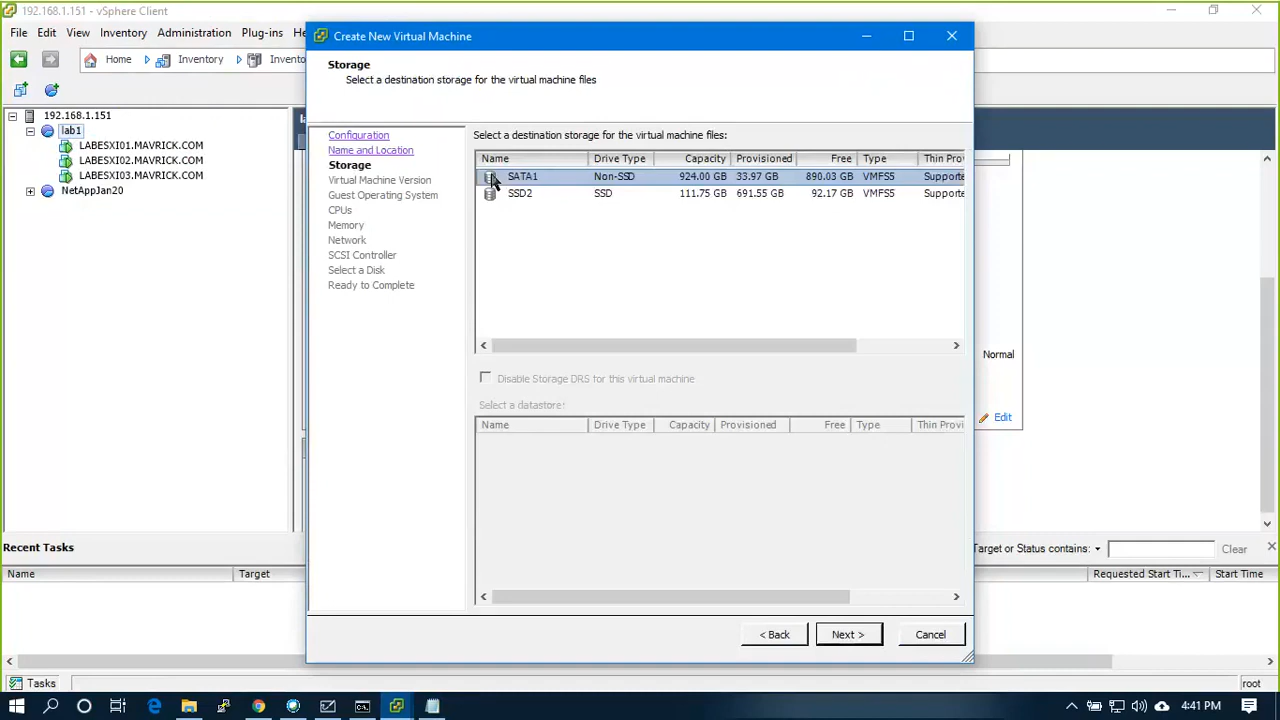 192.168.1.151 - vSphere Client
File Edit View Inventory Administration Plug-ins He
Home Inventory Invento
192.168.1.151
lab1
LABESXI01.MAVRICK.COM
LABESXI02.MAVRICK.COM
LABESXI03.MAVRICK.COM
NetAppJan20
la
Create New Virtual Machine
Storage
Select a destination storage for the virtual machine files
Configuration
Name and Location
Storage
Virtual Machine Version
Guest Operating System
CPUs
Memory
Network
SCSI Controller
Select a Disk
Ready to Complete
Select a destination storage for the virtual machine files:
Name Drive Type Capacity Provisioned Free Type Thin Pro
SATA1 Non-SSD 924.00 GB 33.97 GB 890.03 GB VMFS5 Supporte
SSD2 SSD 111.75 GB 691.55 GB 92.17 GB VMFS5 Supporte
Disable Storage DRS for this virtual machine
Select a datastore:
Name Drive Type Capacity Provisioned Free Type Thin Provi
< Back Next > Cancel
Normal
Edit
Recent Tasks
Target or Status contains: Clear
Name Target Requested Start Ti... Start Time
Tasks root
4:41 PM